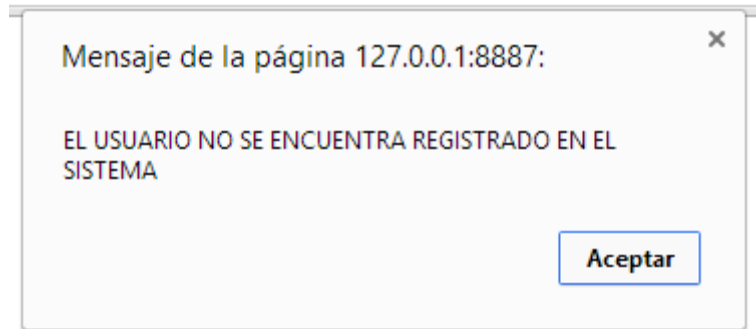 Mensaje de la página 127.0.0.1:8887:
EL USUARIO NO SE ENCUENTRA REGISTRADO EN EL
SISTEMA
Aceptar